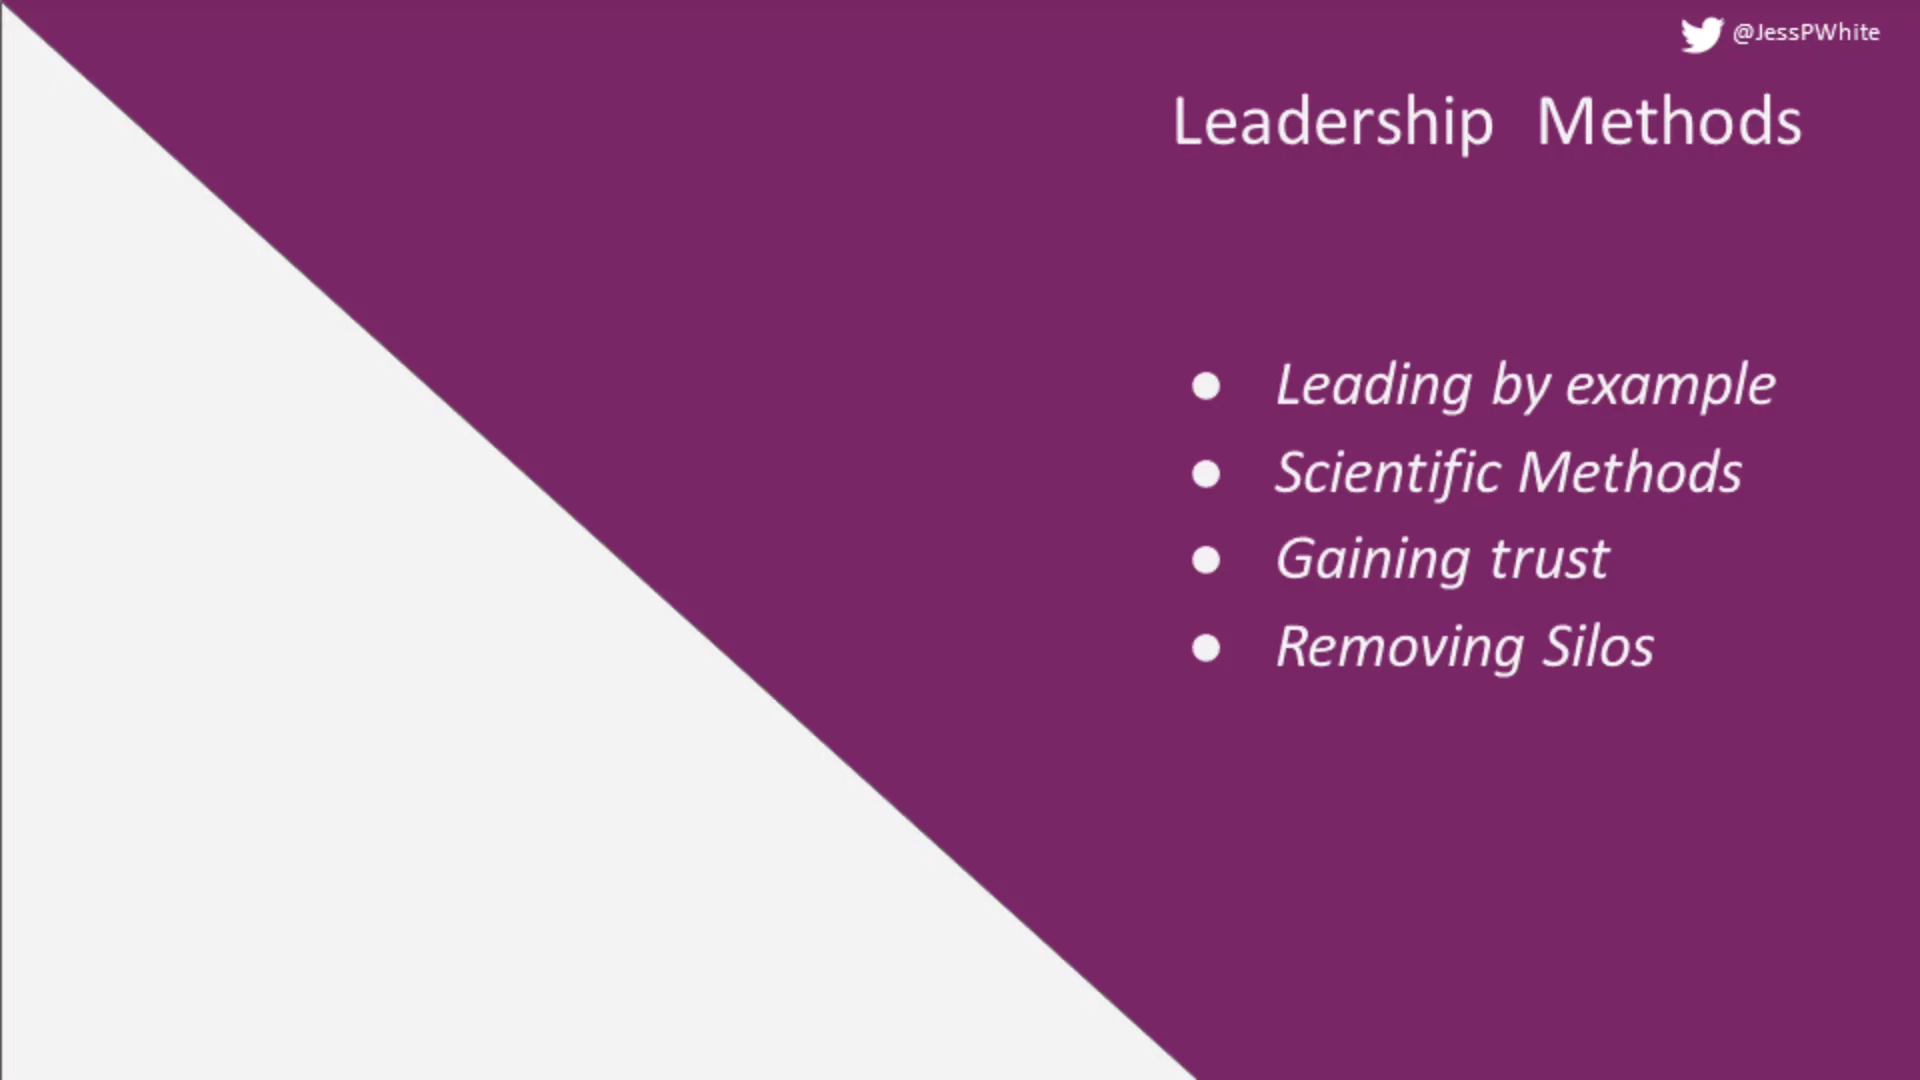 @JessPWhite
Leadership Methods
● Leading by example
● Scientific Methods
● Gaining trust
● Removing Silos